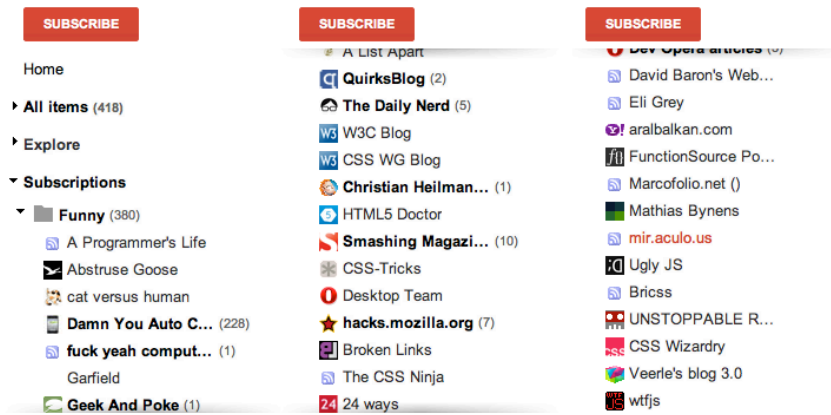 SUBSCRIBE
Home
All items (418)
Explore
Subscriptions
Funny (380)
A Programmer's Life
Abstruse Goose
cat versus human
Damn You Auto C... (228)
fuck yeah comput... (1)
Garfield
Geek And Poke (1)
SUBSCRIBE
A List Apart
QuirksBlog (2)
The Daily Nerd (5)
W3C Blog
CSS WG Blog
Christian Heilman... (1)
HTML5 Doctor
Smashing Magazi... (10)
CSS-Tricks
Desktop Team
hacks.mozilla.org (7)
Broken Links
The CSS Ninja
24 24 ways
SUBSCRIBE
Dev Opera articles
David Baron's Web...
Eli Grey
aralbalkan.com
FunctionSource Po...
Marcofolio.net ()
Mathias Bynens
mir.aculo.us
Ugly JS
Bricss
UNSTOPPABLE R...
CSS Wizardry
Veerle's blog 3.0
wtfjs